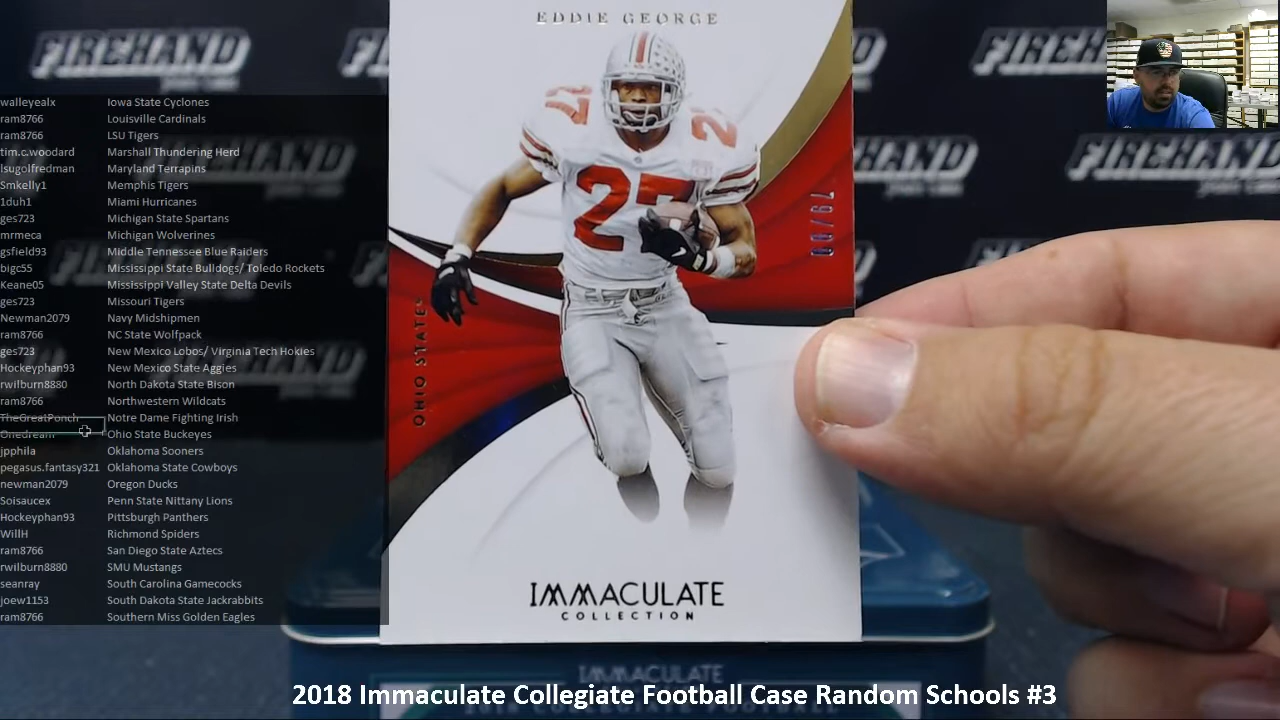 EDDIE GEORGE
FIREHAND
FIREHAND
walleyealx Iowa State Cyclones
ram8766 Louisville Cardinals
ram8766 LSU Tigers
tim.c.woodard Marshall Thundering Herd
lsugolfredman Maryland Terrapins
Smkelly1 Memphis Tigers
1duh1 Miami Hurricanes
ges723 Michigan State Spartans
mrmeca Michigan Wolverines
gsfield93 Middle Tennessee Blue Raiders
bigc55 Mississippi State Bulldogs/ Toledo Rockets
Keane05 Mississippi Valley State Delta Devils
ges723 Missouri Tigers
Newman2079 Navy Midshipmen
ram8766 NC State Wolfpack
ges723 New Mexico Lobos/ Virginia Tech Hokies
Hockeyphan93 New Mexico State Aggies
rwilburn8880 North Dakota State Bison
ram8766 Northwestern Wildcats
TheGreatPonch Notre Dame Fighting Irish
Onedream Ohio State Buckeyes
jpphila Oklahoma Sooners
pegasus.fantasy321 Oklahoma State Cowboys
newman2079 Oregon Ducks
Soisaucex Penn State Nittany Lions
Hockeyphan93 Pittsburgh Panthers
WillH Richmond Spiders
ram8766 San Diego State Aztecs
rwilburn8880 SMU Mustangs
seanray South Carolina Gamecocks
joew1153 South Dakota State Jackrabbits
ram8766 Southern Miss Golden Eagles
27
OHIO STATE
IMMACULATE
COLLECTION
IMMACULATE
2018 Immaculate Collegiate Football Case Random Schools #3